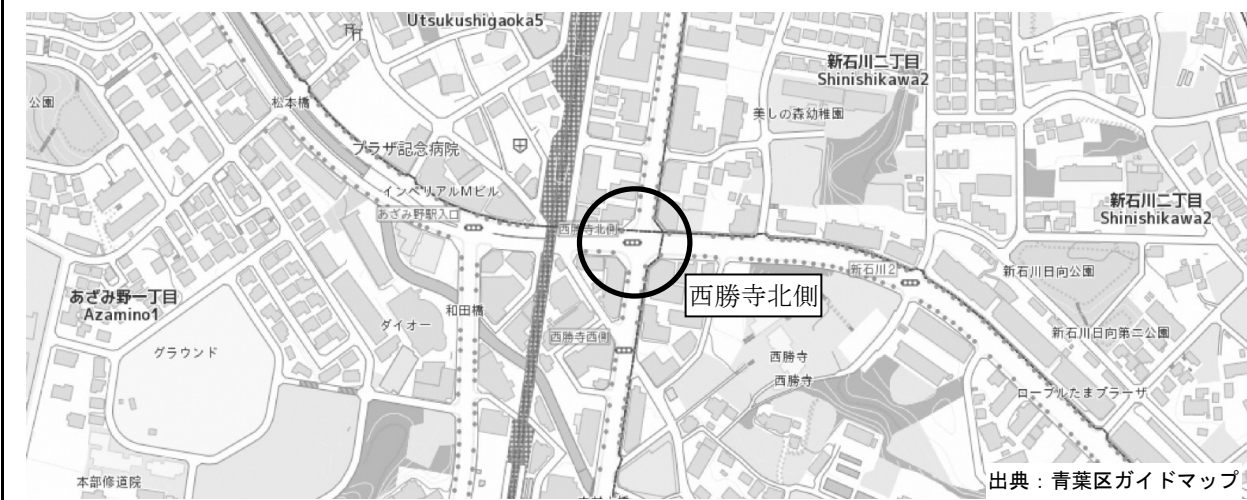 Utsukushigaoka5
新石川二丁目
Shinishikawa2
公園
松本橋
美しの森幼稚園
プラザ記念病院
インペリアルMビル
あざみ野駅入口
西勝寺北側
新石川二丁目
Shinishikawa2
西勝寺北側
新石川2
新石川日向公園
あざみ野一丁目
Azamino1
和田橋
ダイオー
グラウンド
西勝寺西側
新石川日向第二公園
西勝寺
西勝寺
ローブルたまプラーザ
本部修道院
出典：青葉区ガイドマップ